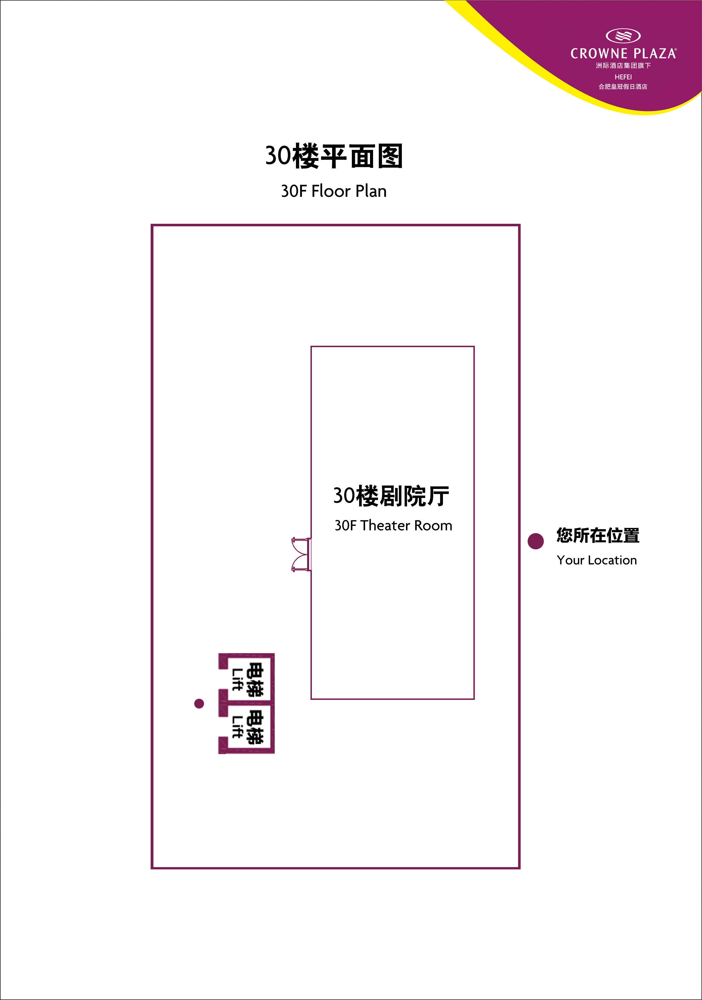 CROWNE PLAZA®
洲际酒店集团旗下
HEFEI
合肥皇冠假日酒店
30楼平面图
30F Floor Plan
30楼剧院厅
30F Theater Room
您所在位置
Your Location
电梯
Lift
电梯
Lift